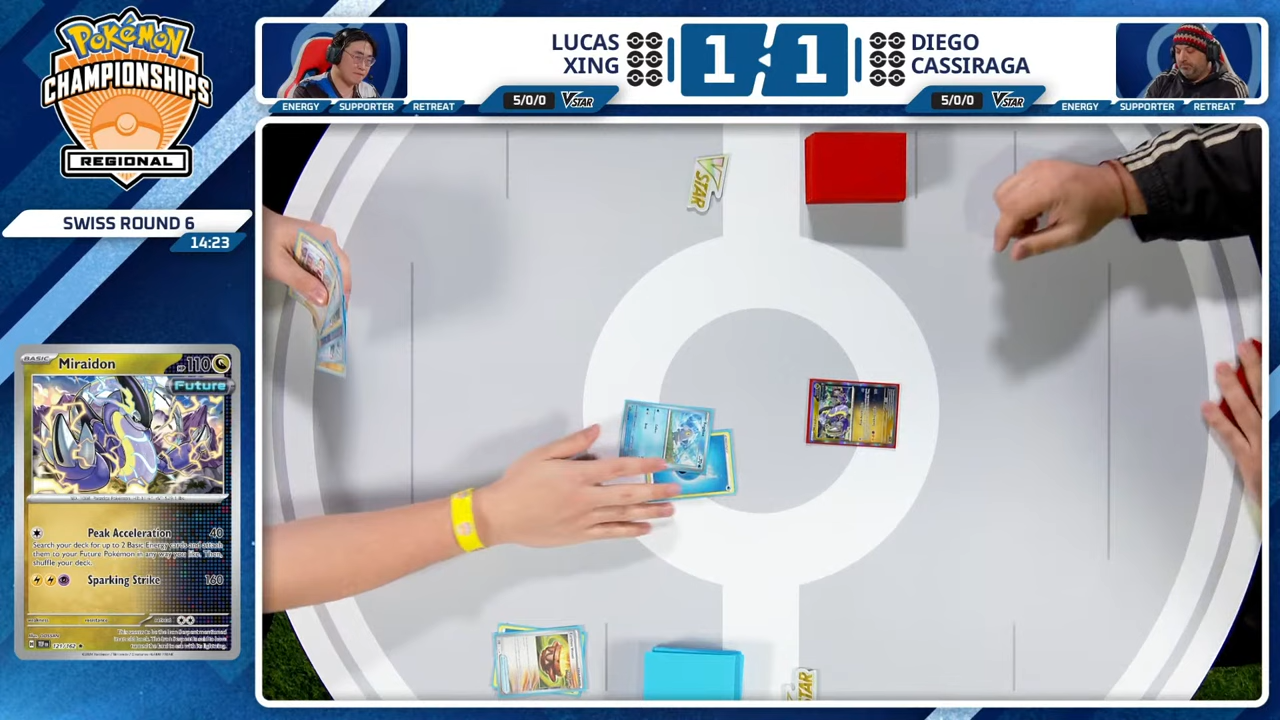 POKéMON
CHAMPIONSHIPS
REGIONAL
SWISS ROUND 6
14:23
LUCAS
XING
1 1
DIEGO
CASSIRAGA
ENERGY SUPPORTER RETREAT
5/0/0 VSTAR
5/0/0 VSTAR
ENERGY SUPPORTER RETREAT
VSTAR
STAR
BASIC Miraidon HP 110
Future
Peak Acceleration 40
Search your deck for up to 2 Basic Energy cards and attach
them to your Future Pokémon in any way you like. Then,
shuffle your deck.
Sparking Strike 160